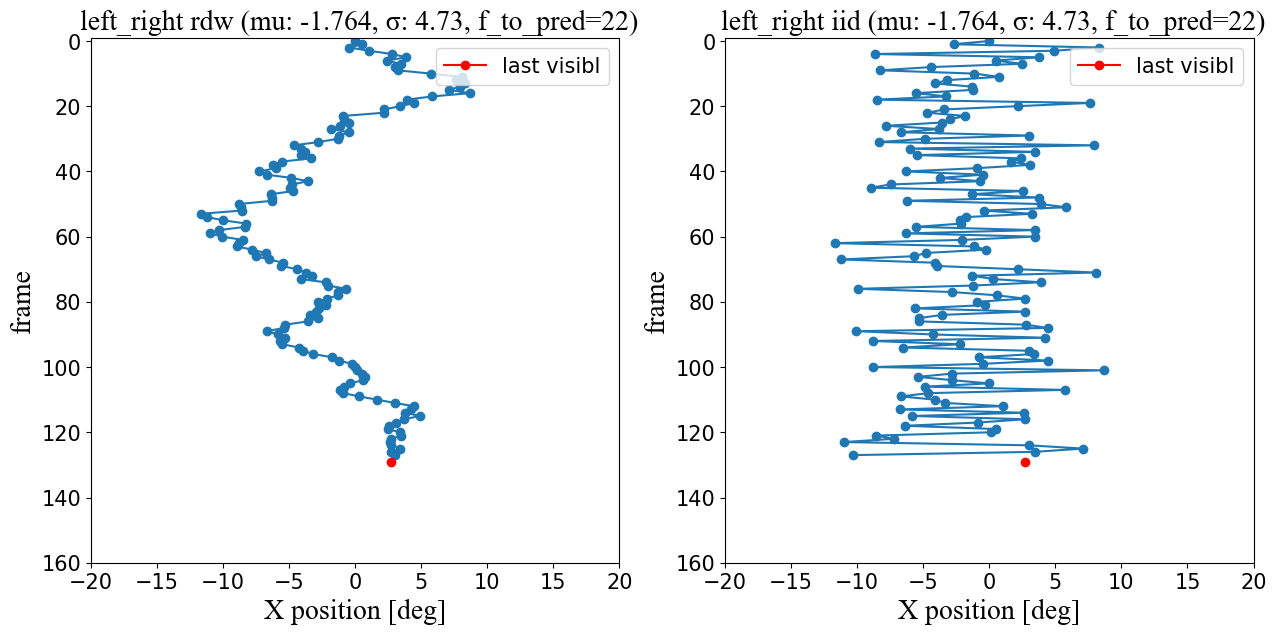 left_right rdw (mu: -1.764, σ: 4.73, f_to_pred=22)
last visibl
0
20
40
60
80
100
120
140
160
frame
−20 −15 −10 −5 0 5 10 15 20
X position [deg]
left_right iid (mu: -1.764, σ: 4.73, f_to_pred=22)
last visibl
0
20
40
60
80
100
120
140
160
frame
−20 −15 −10 −5 0 5 10 15 20
X position [deg]